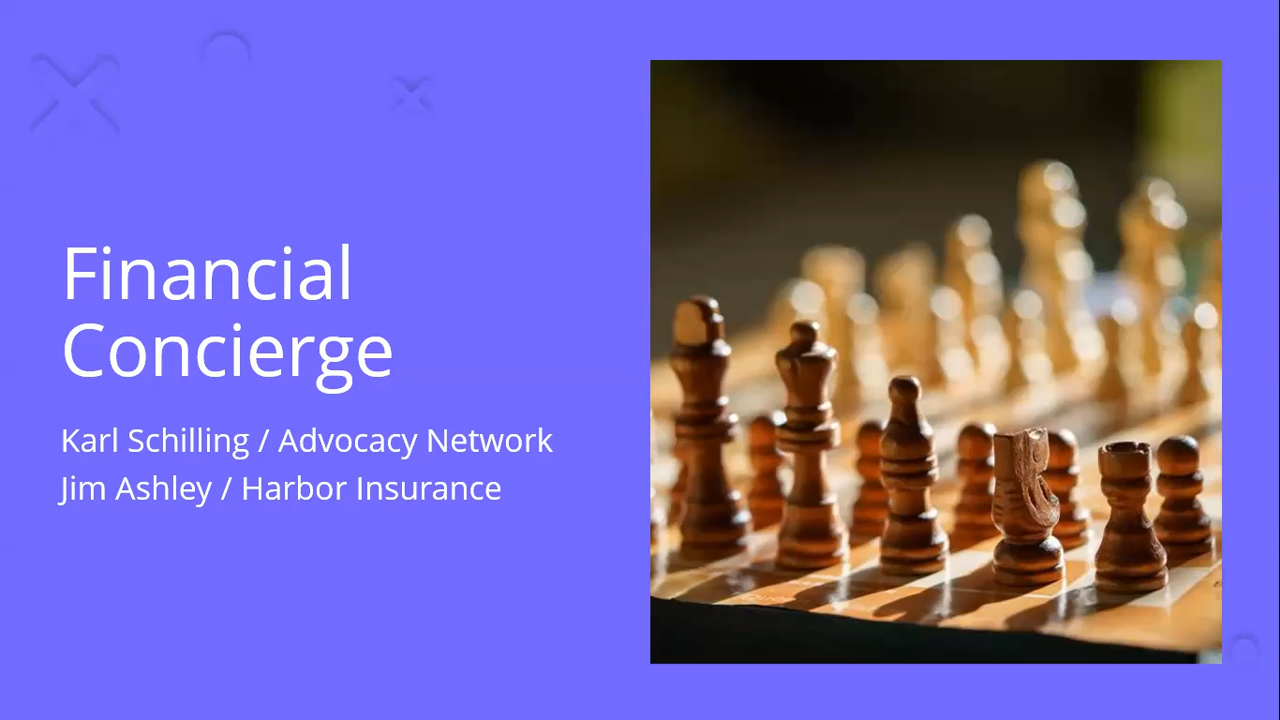 Financial
Concierge
Karl Schilling / Advocacy Network
Jim Ashley / Harbor Insurance